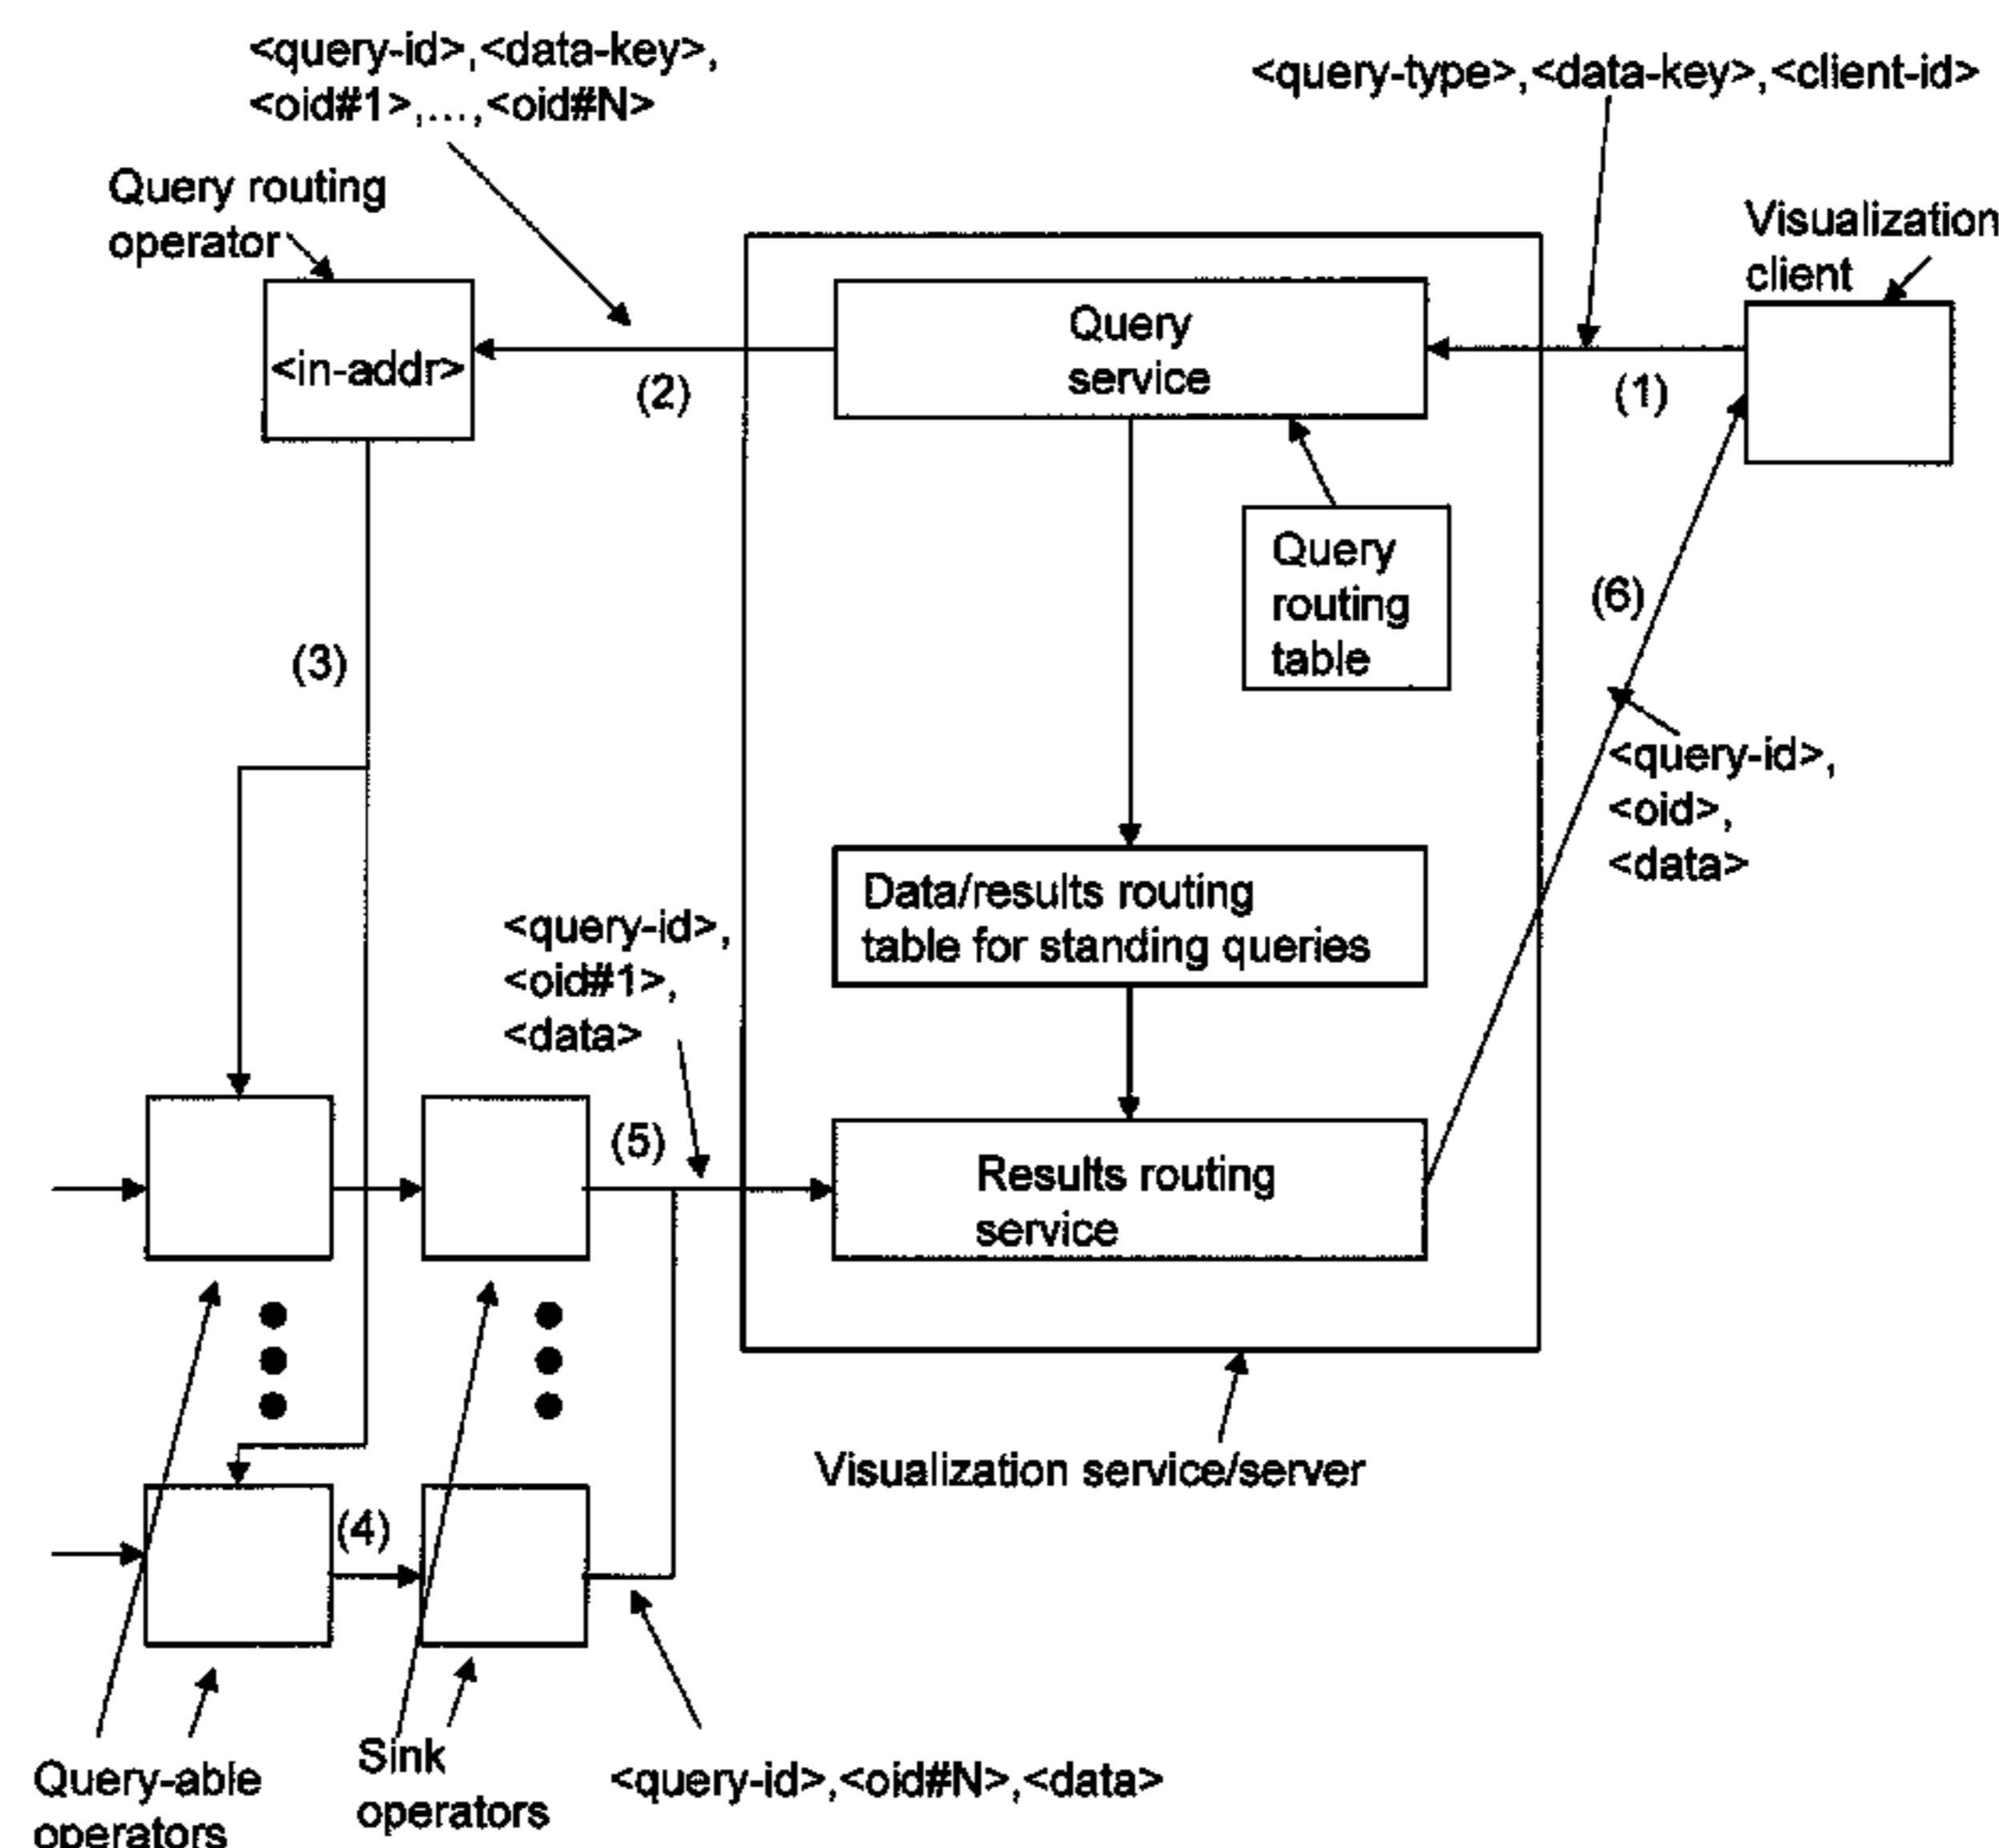 <query-id>,<data-key>,
<oid#1>,...,<oid#N>
<query-type>,<data-key>,<client-id>
Query routing
operator
Visualization
client
<in-addr>
(2)
Query
service
(1)
Query
routing
table
(3)
(6)
<query-id>,
<oid>,
<data>
Data/results routing
table for standing queries
<query-id>,
<oid#1>,
<data>
(5)
Results routing
service
Visualization service/server
(4)
Query-able
operators
Sink
operators
<query-id>,<oid#N>,<data>